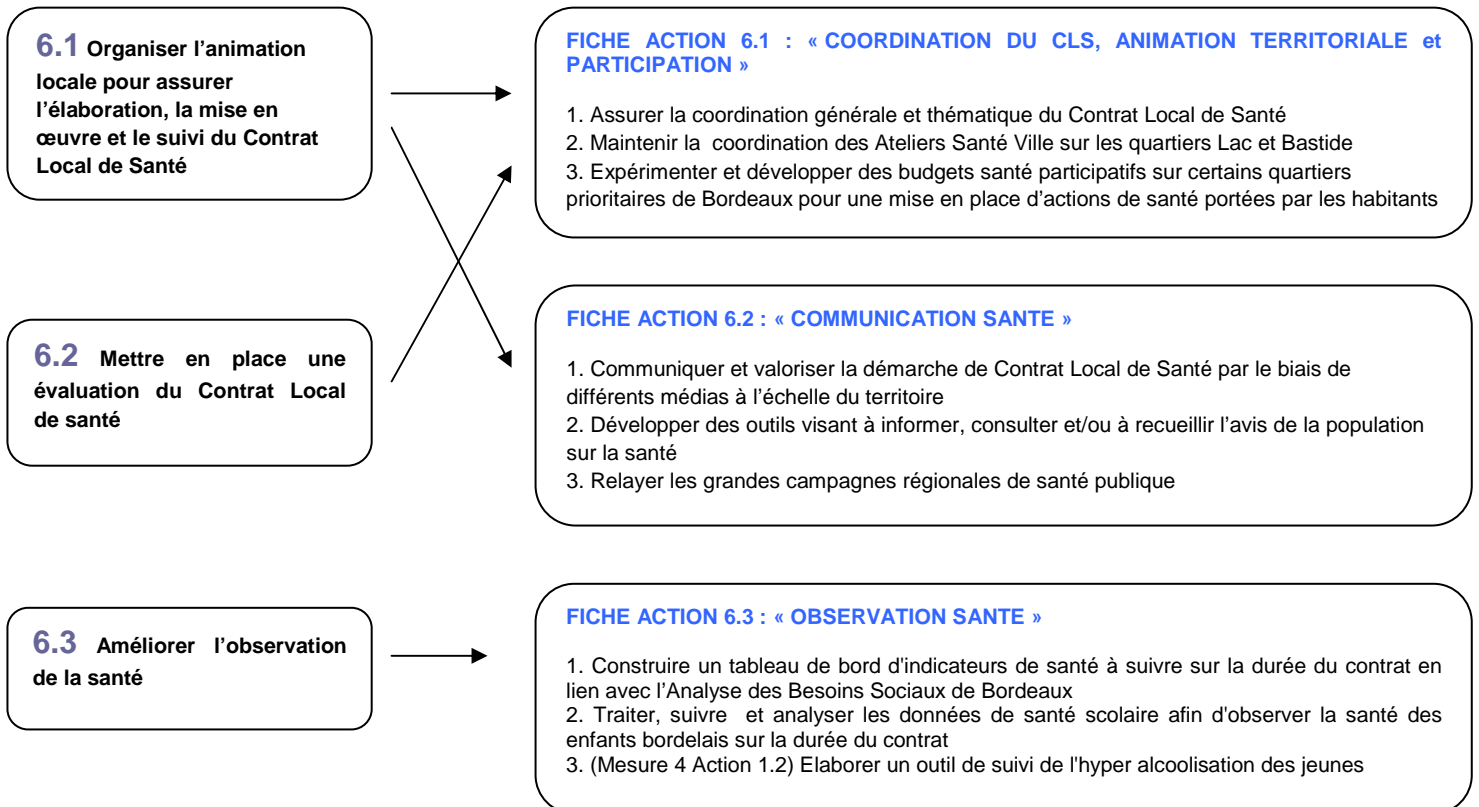 6.1 Organiser l’animation
locale pour assurer
l’élaboration, la mise en
œuvre et le suivi du Contrat
Local de Santé
FICHE ACTION 6.1 : « COORDINATION DU CLS, ANIMATION TERRITORIALE et
PARTICIPATION »
1. Assurer la coordination générale et thématique du Contrat Local de Santé
2. Maintenir la coordination des Ateliers Santé Ville sur les quartiers Lac et Bastide
3. Expérimenter et développer des budgets santé participatifs sur certains quartiers
prioritaires de Bordeaux pour une mise en place d’actions de santé portées par les habitants
6.2 Mettre en place une
évaluation du Contrat Local
de santé
FICHE ACTION 6.2 : « COMMUNICATION SANTE »
1. Communiquer et valoriser la démarche de Contrat Local de Santé par le biais de
différents médias à l’échelle du territoire
2. Développer des outils visant à informer, consulter et/ou à recueillir l’avis de la population
sur la santé
3. Relayer les grandes campagnes régionales de santé publique
6.3 Améliorer l’observation
de la santé
FICHE ACTION 6.3 : « OBSERVATION SANTE »
1. Construire un tableau de bord d'indicateurs de santé à suivre sur la durée du contrat en
lien avec l’Analyse des Besoins Sociaux de Bordeaux
2. Traiter, suivre et analyser les données de santé scolaire afin d'observer la santé des
enfants bordelais sur la durée du contrat
3. (Mesure 4 Action 1.2) Elaborer un outil de suivi de l'hyper alcoolisation des jeunes